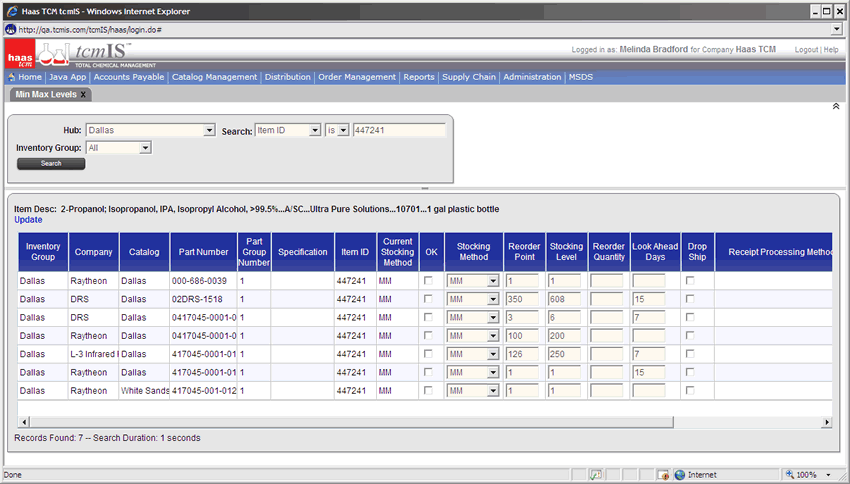 Haas TCM tcmIS - Windows Internet Explorer
http://qa.tcmis.com/tcmIS/haas/login.do#
haas tcm
tcmIS™
TOTAL CHEMICAL MANAGEMENT
Logged in as: Melinda Bradford for Company Haas TCM Logout | Help
Home | Java App | Accounts Payable | Catalog Management | Distribution | Order Management | Reports | Supply Chain | Administration | MSDS
Min Max Levels X
Hub: Dallas Search: Item ID is 447241
Inventory Group: All
Search
Item Desc: 2-Propanol; Isopropanol, IPA, Isopropyl Alcohol, >99.5%...A/SC...Ultra Pure Solutions...10701...1 gal plastic bottle
Update
Inventory Group Company Catalog Part Number Part Group Number Specification Item ID Current Stocking Method OK Stocking Method Reorder Point Stocking Level Reorder Quantity Look Ahead Days Drop Ship Receipt Processing Method
Dallas Raytheon Dallas 000-686-0039 1 447241 MM MM 1 1
Dallas DRS Dallas 02DRS-1518 1 447241 MM MM 350 608 15
Dallas DRS Dallas 0417045-0001-0 1 447241 MM MM 3 6 7
Dallas Raytheon Dallas 0417045-0001-0 1 447241 MM MM 100 200
Dallas L-3 Infrared Dallas 417045-0001-01 1 447241 MM MM 126 250 7
Dallas Raytheon Dallas 417045-0001-01 1 447241 MM MM 1 1 15
Dallas Raytheon White Sands 417045-001-012 1 447241 MM MM 1 1
Records Found: 7 -- Search Duration: 1 seconds
Done Internet 100%